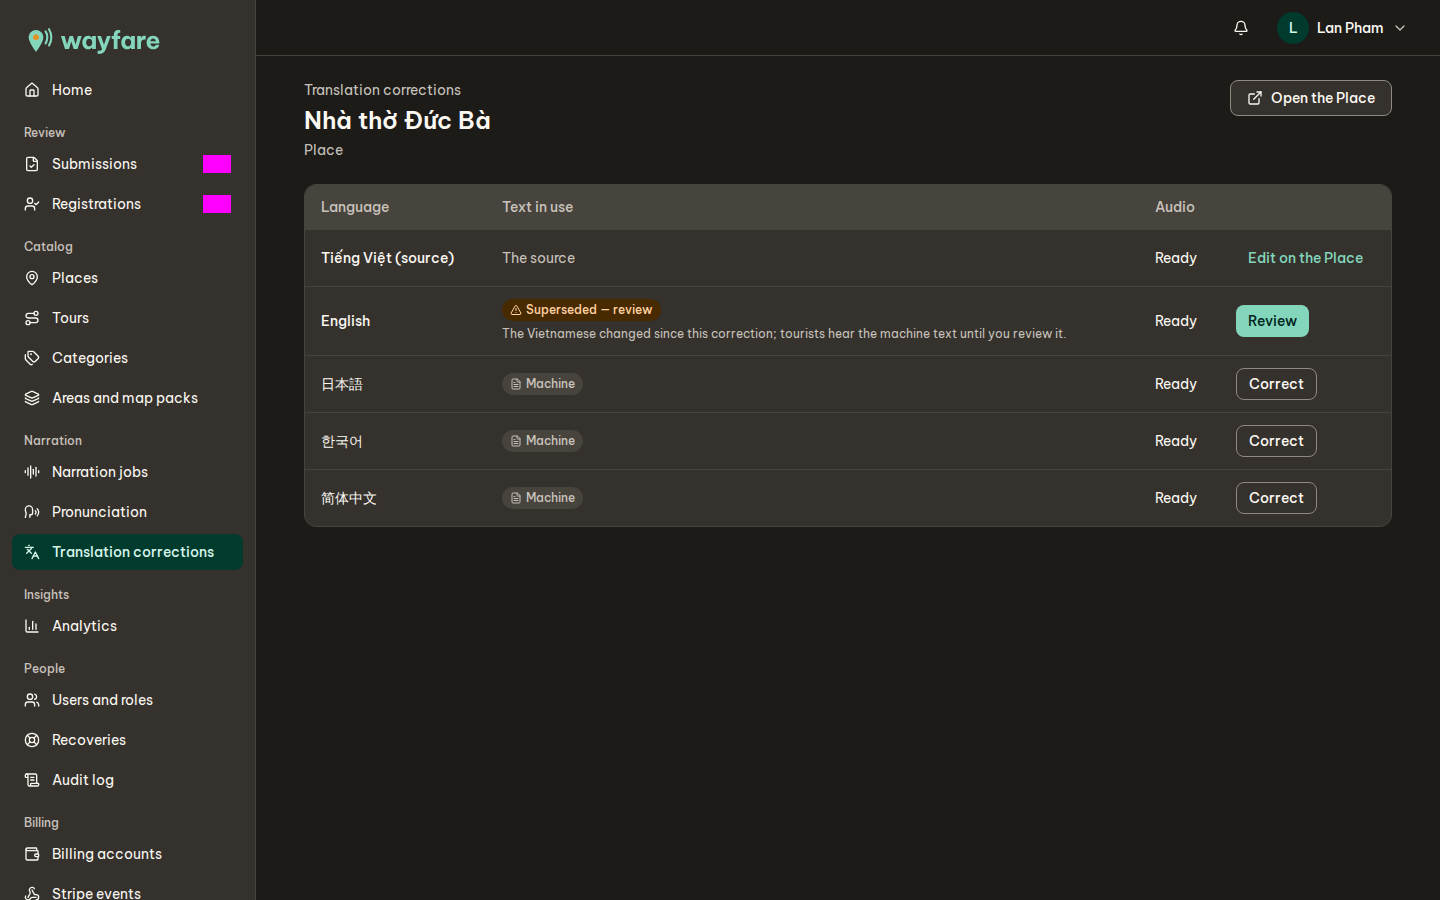 wayfare
Lan Pham
L
Home
Review
Submissions
Registrations
Catalog
Places
Tours
Categories
Areas and map packs
Narration
Narration jobs
Pronunciation
Translation corrections
Insights
Analytics
People
Users and roles
Recoveries
Audit log
Billing
Billing accounts
Stripe events
Translation corrections
Nhà thờ Đức Bà
Place
Open the Place
Language Text in use Audio
Tiếng Việt (source) The source Ready Edit on the Place
English Superseded — review Ready Review
The Vietnamese changed since this correction; tourists hear the machine text until you review it.
日本語 Machine Ready Correct
한국어 Machine Ready Correct
简体中文 Machine Ready Correct